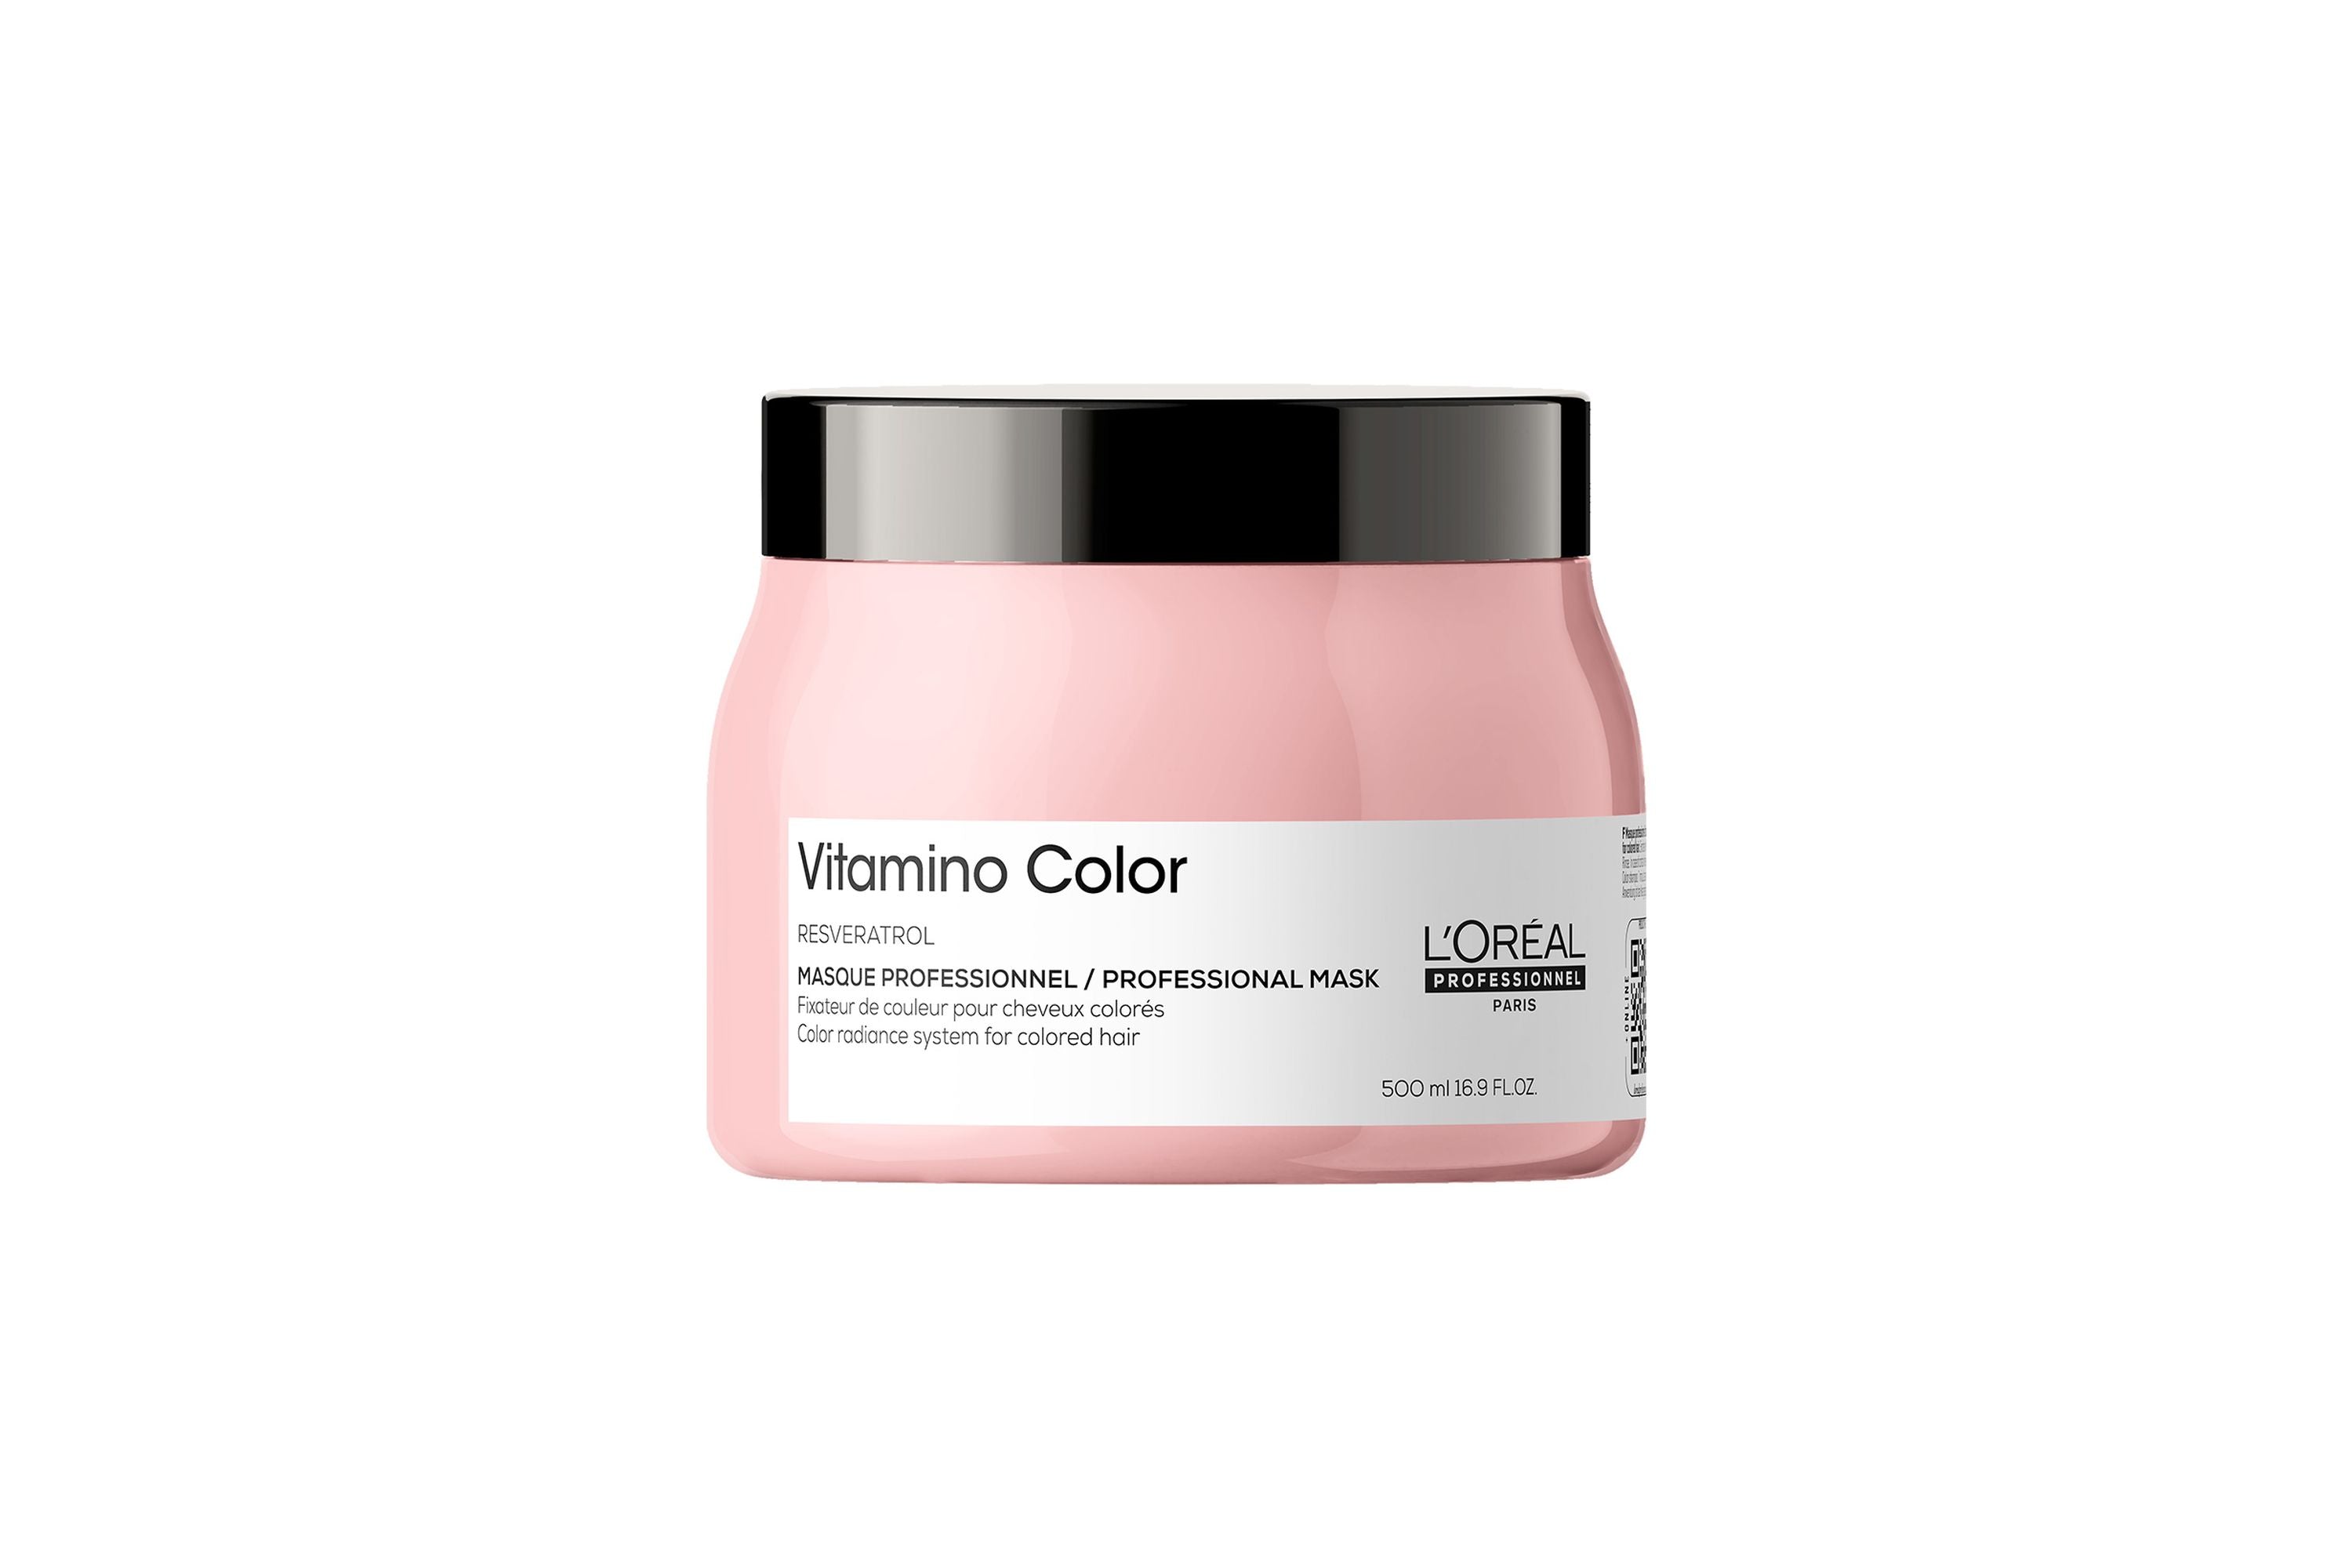 Vitamino Color
RESVERATROL
MASQUE PROFESSIONNEL / PROFESSIONAL MASK
Fixateur de couleur pour cheveux colorés
Color radiance system for colored hair
L'ORÉAL
PROFESSIONNEL
PARIS
500 ml 16.9 FL.OZ.
ONLINE